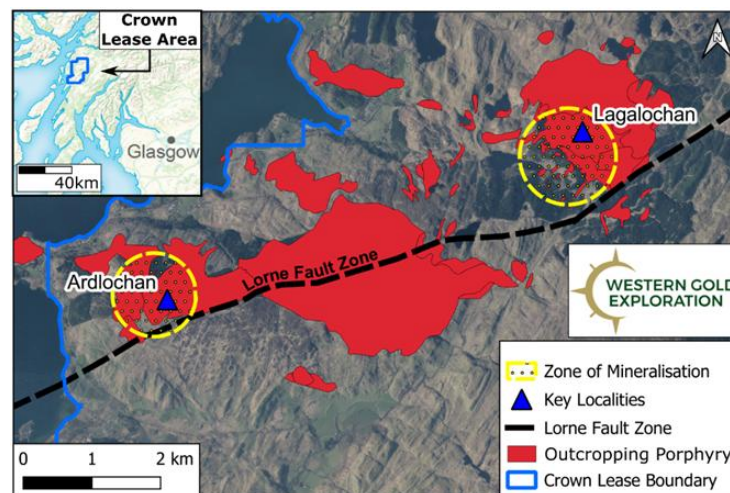 Crown
Lease Area
Glasgow
40km
N
Lagalochan
Ardlochan
Lorne Fault Zone
WESTERN GOLD
EXPLORATION
Zone of Mineralisation
Key Localities
Lorne Fault Zone
Outcropping Porphyry
Crown Lease Boundary
0 1 2 km